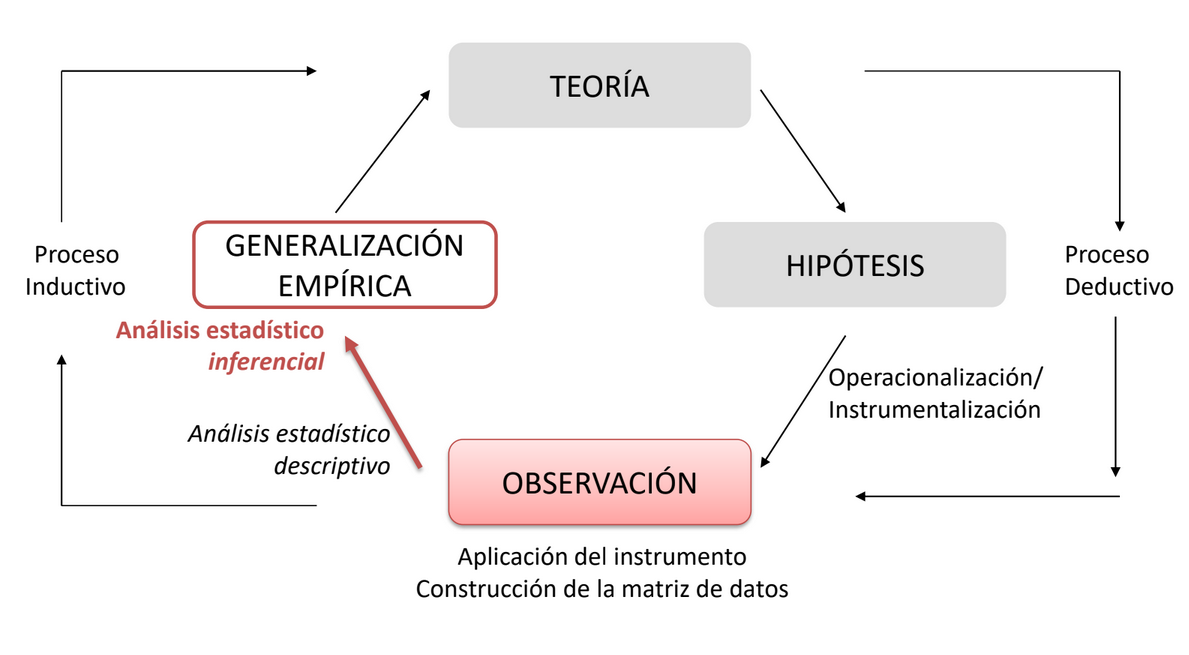 TEORÍA
GENERALIZACIÓN
EMPÍRICA
HIPÓTESIS
Proceso
Inductivo
Proceso
Deductivo
Análisis estadístico
inferencial
Operacionalización/
Instrumentalización
Análisis estadístico
descriptivo
OBSERVACIÓN
Aplicación del instrumento
Construcción de la matriz de datos